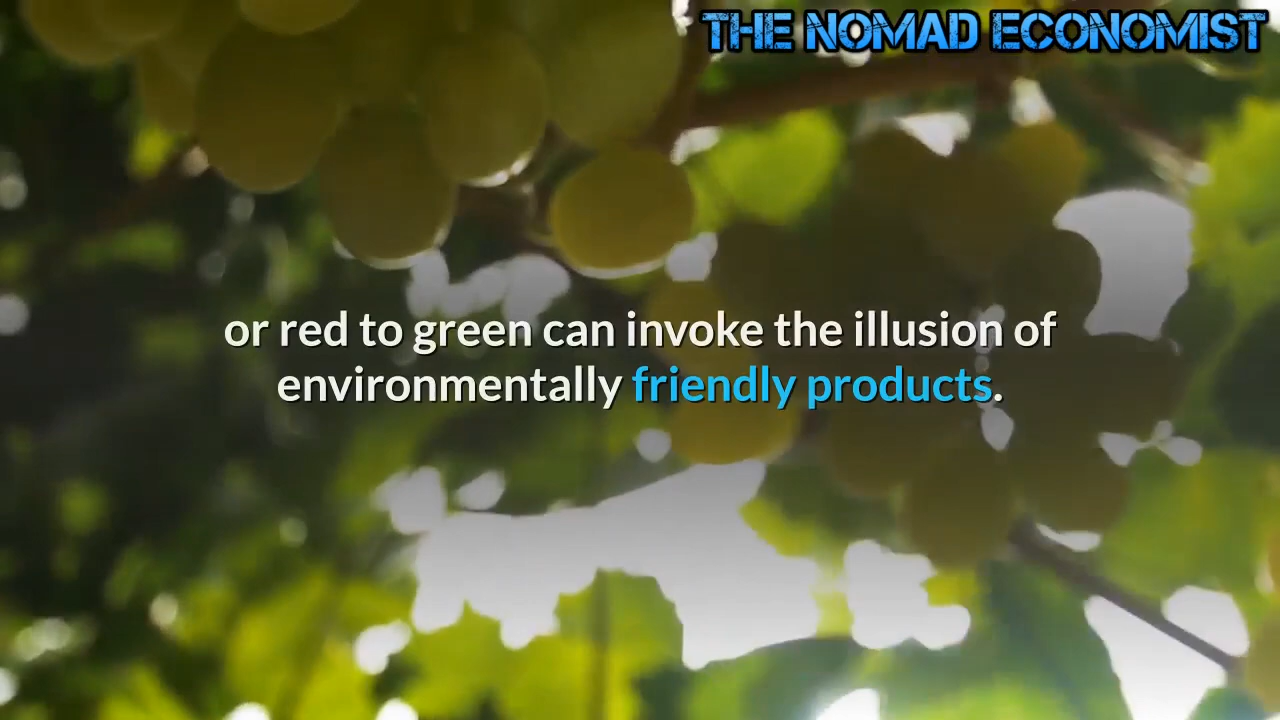 THE NOMAD ECONOMIST
or red to green can invoke the illusion of
environmentally friendly products.